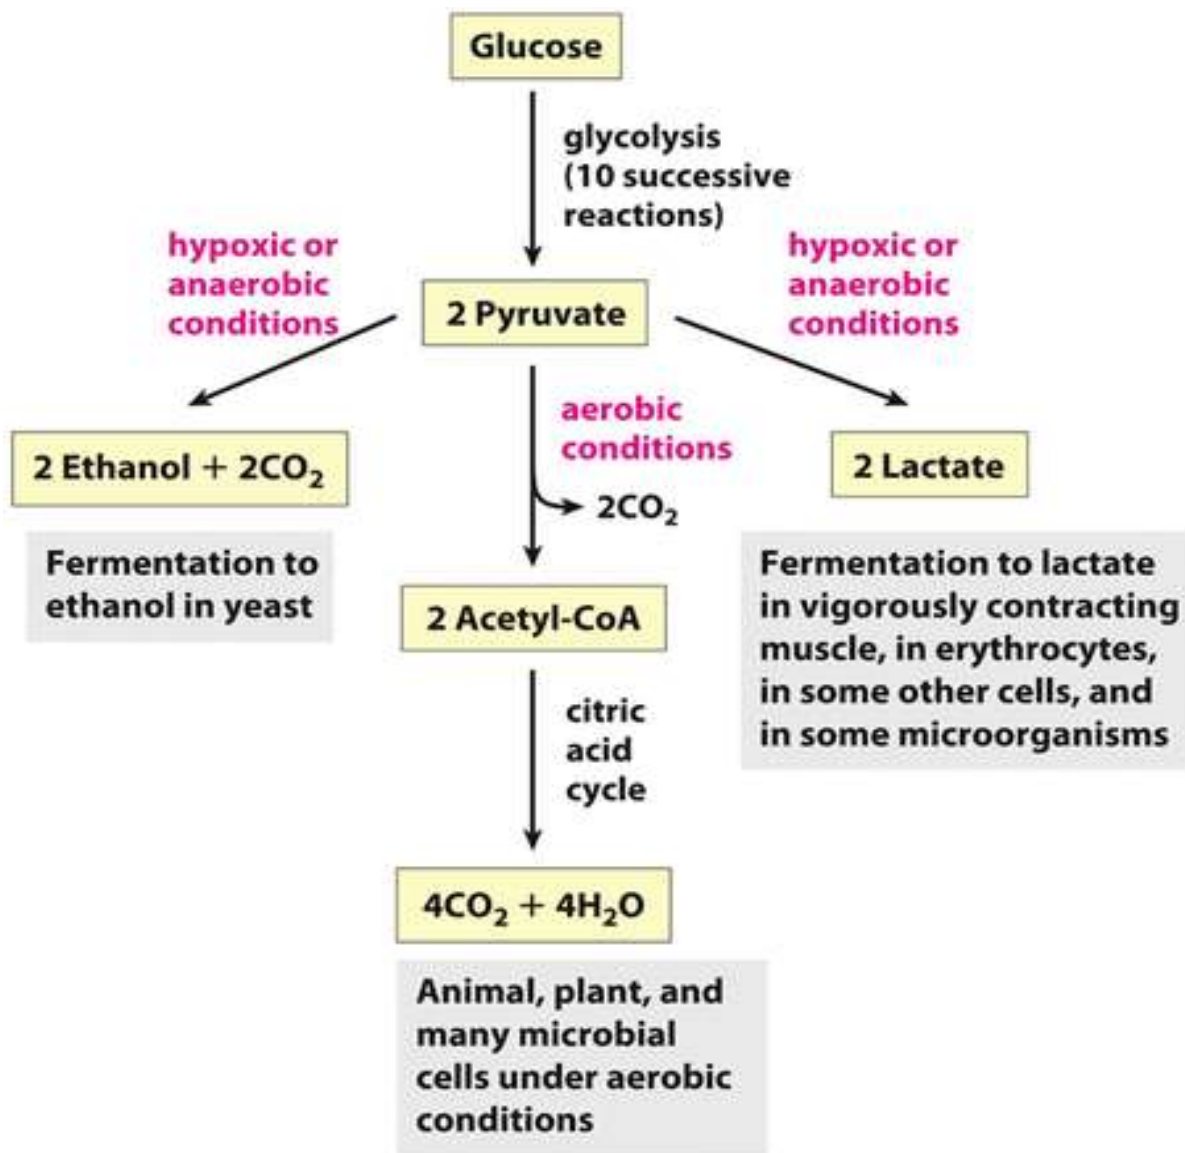 Glucose
glycolysis
(10 successive
reactions)
hypoxic or
anaerobic
conditions
hypoxic or
anaerobic
conditions
2 Pyruvate
2 Ethanol + 2CO₂
aerobic
conditions
2CO₂
2 Lactate
Fermentation to
ethanol in yeast
2 Acetyl-CoA
Fermentation to lactate
in vigorously contracting
muscle, in erythrocytes,
in some other cells, and
in some microorganisms
citric
acid
cycle
4CO₂ + 4H₂O
Animal, plant, and
many microbial
cells under aerobic
conditions